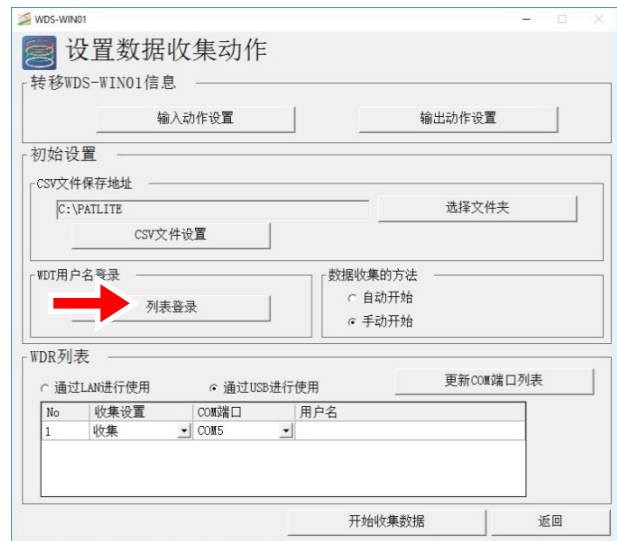 WDS-WIN01
设置数据收集动作
转移WDS-WIN01信息
输入动作设置 输出动作设置
初始设置
CSV文件保存地址
C:\PATLITE 选择文件夹
CSV文件设置
WDT用户名登录 数据收集的方法
列表登录 自动开始
手动开始
WDR列表
通过LAN进行使用 通过USB进行使用 更新COM端口列表
No 收集设置 COM端口 用户名
1 收集 COM5
开始收集数据 返回